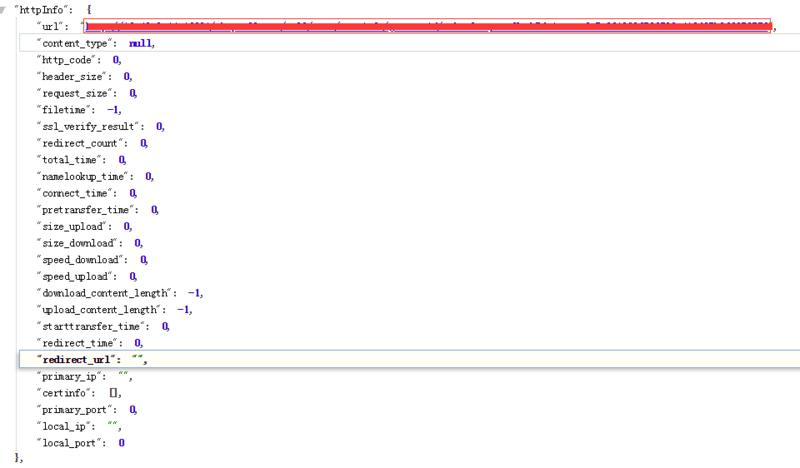 "httpInfo": {
"url": "
"content_type": null,
"http_code": 0,
"header_size": 0,
"request_size": 0,
"filetime": -1,
"ssl_verify_result": 0,
"redirect_count": 0,
"total_time": 0,
"namelookup_time": 0,
"connect_time": 0,
"pretransfer_time": 0,
"size_upload": 0,
"size_download": 0,
"speed_download": 0,
"speed_upload": 0,
"download_content_length": -1,
"upload_content_length": -1,
"starttransfer_time": 0,
"redirect_time": 0,
"redirect_url": "",
"primary_ip": "",
"certinfo": [],
"primary_port": 0,
"local_ip": "",
"local_port": 0
},